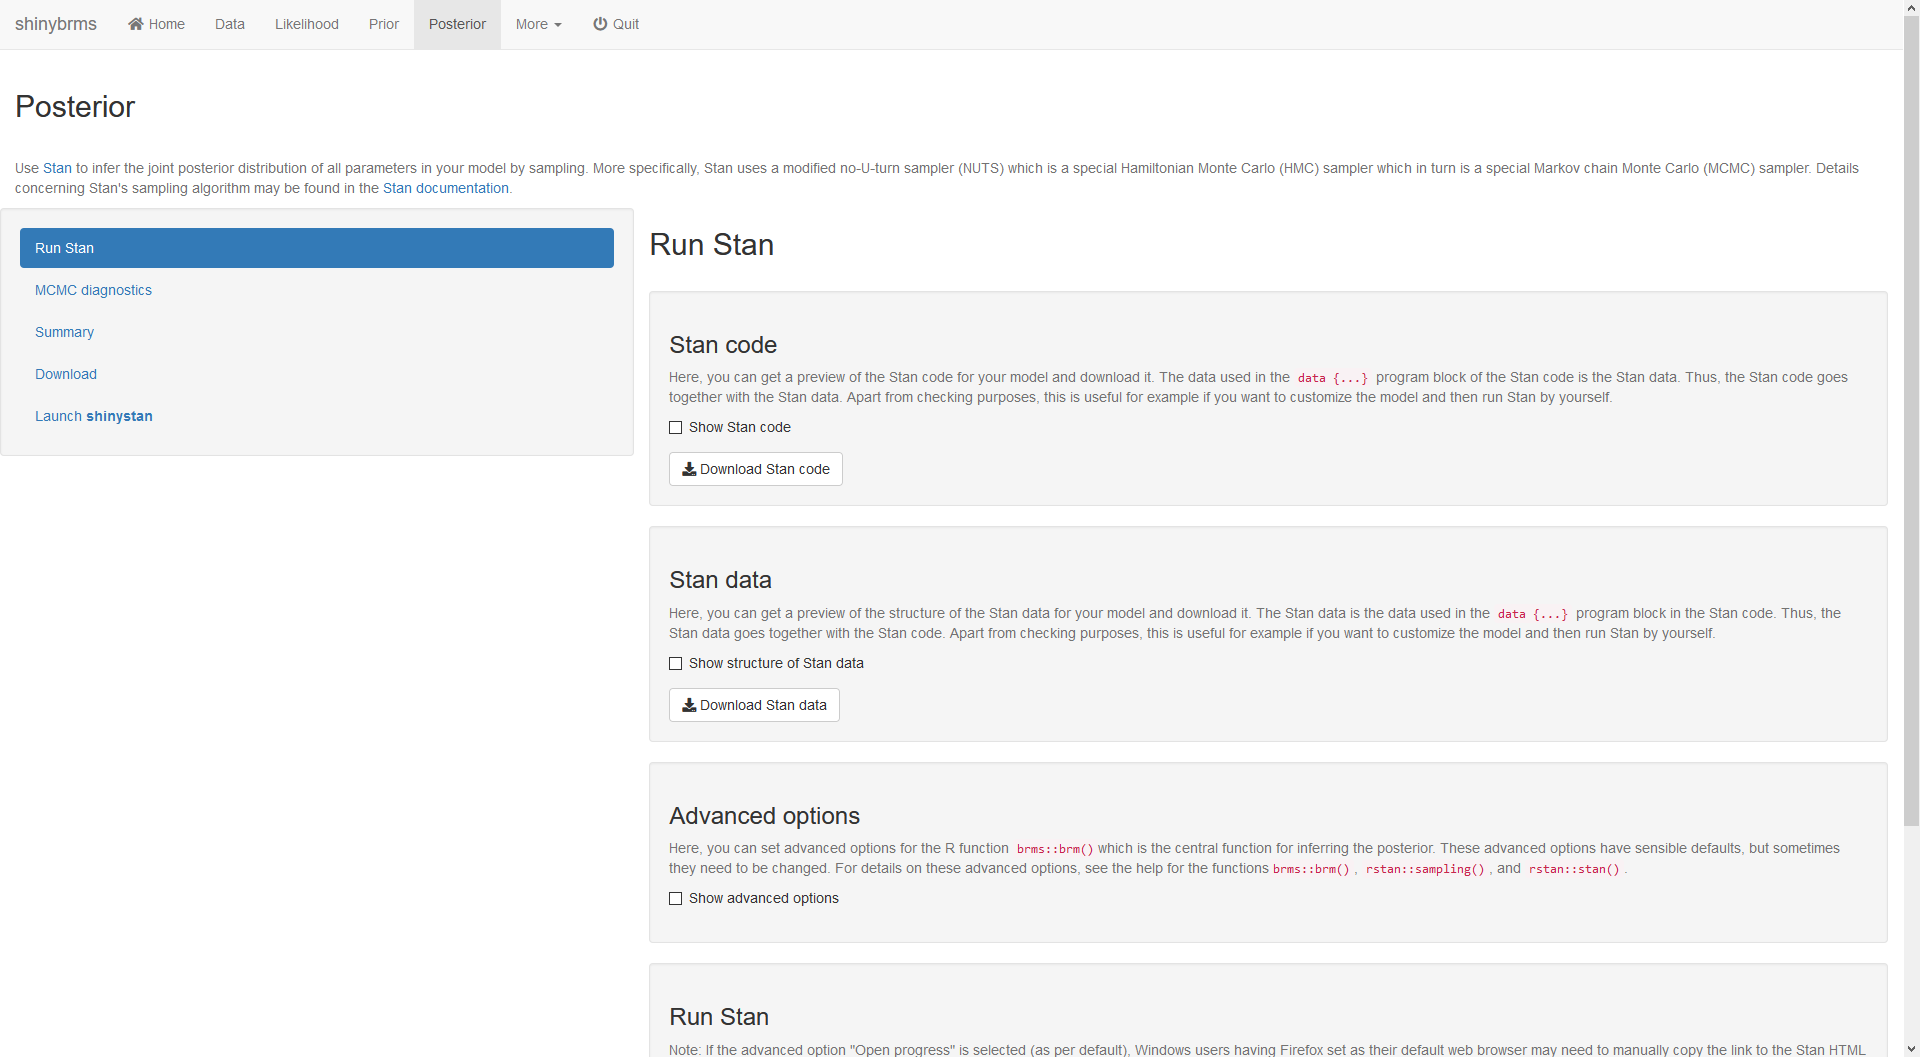 shinybrms Home Data Likelihood Prior Posterior More Quit
Posterior
Use Stan to infer the joint posterior distribution of all parameters in your model by sampling. More specifically, Stan uses a modified no-U-turn sampler (NUTS) which is a special Hamiltonian Monte Carlo (HMC) sampler which in turn is a special Markov chain Monte Carlo (MCMC) sampler. Details
concerning Stan's sampling algorithm may be found in the Stan documentation.
Run Stan
MCMC diagnostics
Summary
Download
Launch shinystan
Run Stan
Stan code
Here, you can get a preview of the Stan code for your model and download it. The data used in the data {...} program block of the Stan code is the Stan data. Thus, the Stan code goes
together with the Stan data. Apart from checking purposes, this is useful for example if you want to customize the model and then run Stan by yourself.
Show Stan code
Download Stan code
Stan data
Here, you can get a preview of the structure of the Stan data for your model and download it. The Stan data is the data used in the data {...} program block in the Stan code. Thus, the
Stan data goes together with the Stan code. Apart from checking purposes, this is useful for example if you want to customize the model and then run Stan by yourself.
Show structure of Stan data
Download Stan data
Advanced options
Here, you can set advanced options for the R function brms::brm() which is the central function for inferring the posterior. These advanced options have sensible defaults, but sometimes
they need to be changed. For details on these advanced options, see the help for the functions brms::brm() , rstan::sampling() , and rstan::stan() .
Show advanced options
Run Stan
Note: If the advanced option "Open progress" is selected (as per default), Windows users having Firefox set as their default web browser may need to manually copy the link to the Stan HTML